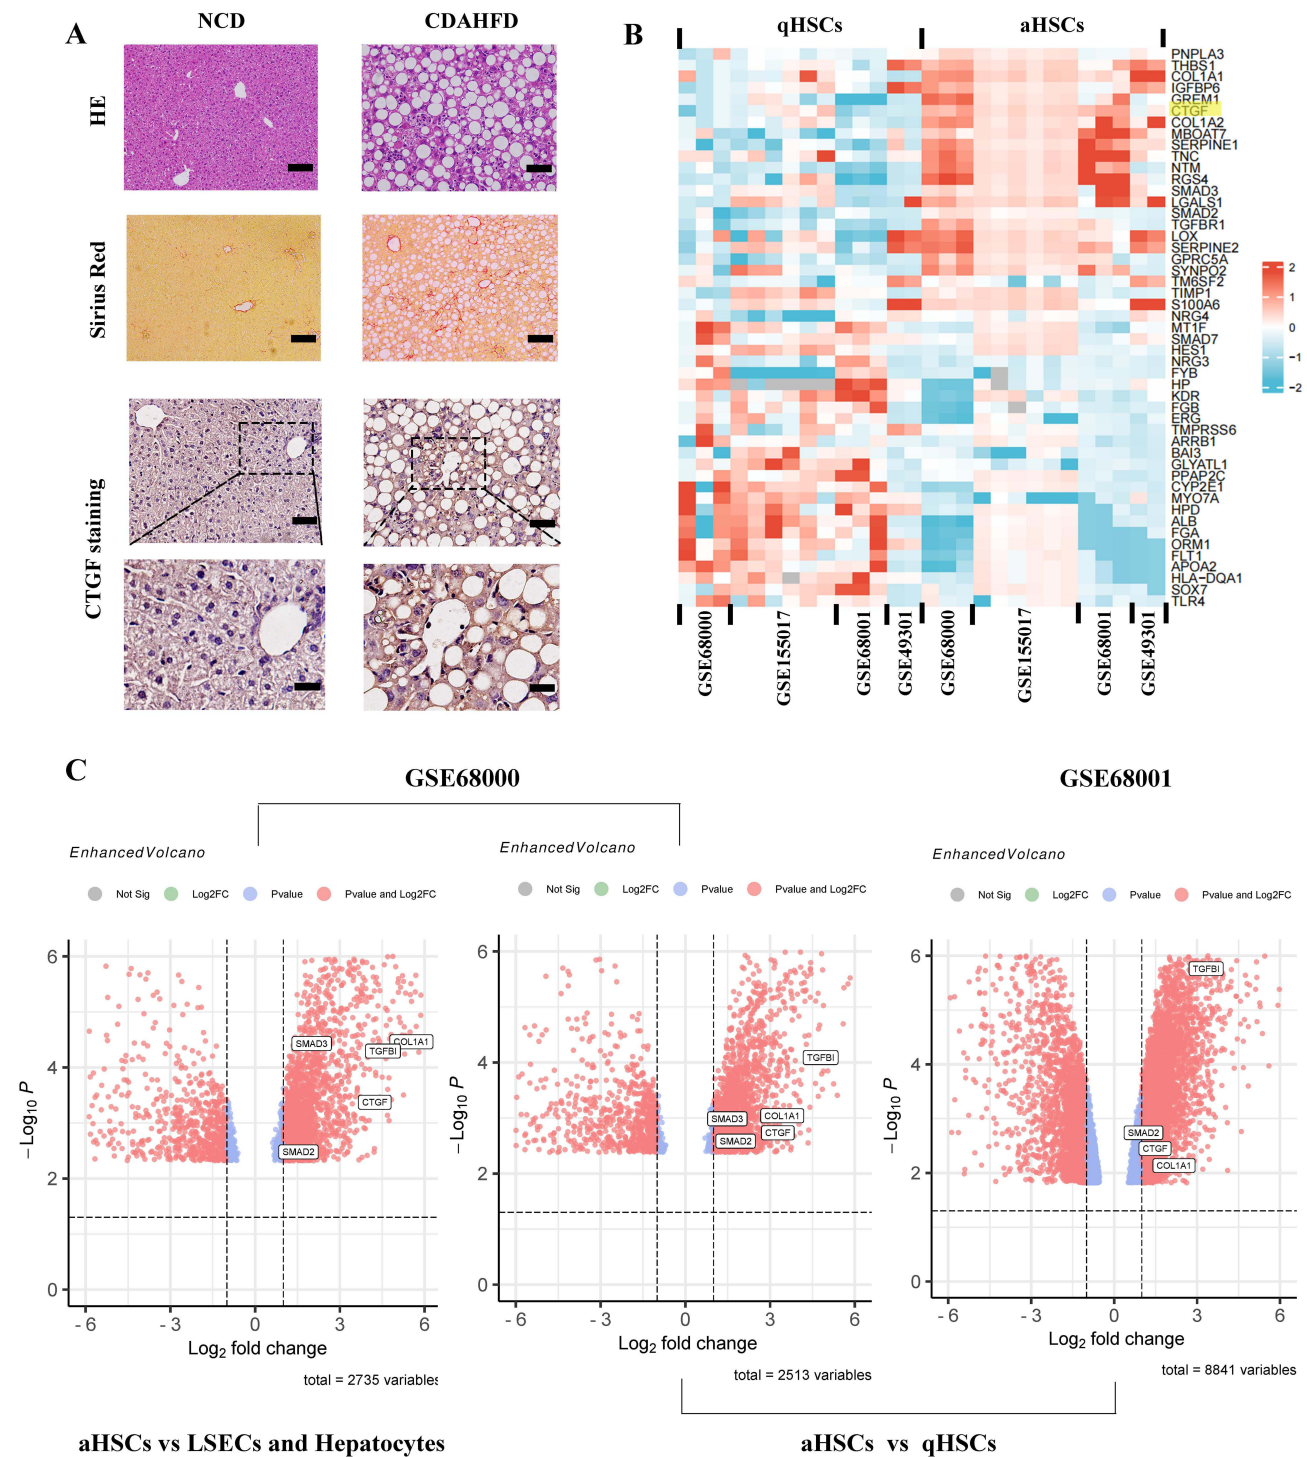 A
NCD
CDAHFD
HE
Sirius Red
CTGF staining
B
qHSCs
aHSCs
PNPLA3
THBS1
COL1A1
IGFBP6
GREM1
CTGF
COL1A2
MBOAT7
SERPINE1
TNC
NTM
RGS4
SMAD3
LGALS1
SMAD2
TGFBR1
LOX
SERPINE2
GPRC5A
SYNPO2
TM6SF2
TIMP1
S100A6
NRG4
MT1F
SMAD7
HES1
NRG3
FYB
HP
KDR
FGB
ERG
TMPRSS6
ARRB1
BAI3
GLYATL1
PPAP2C
CYP2E1
MYO7A
HPD
ALB
FGA
ORM1
FLT1
APOA2
HLA-DQA1
SOX7
TLR4
2
1
0
-1
-2
GSE68000
GSE155017
GSE68001
GSE49301
GSE68000
GSE155017
GSE68001
GSE49301
C
GSE68000
GSE68001
EnhancedVolcano
Not Sig Log2FC Pvalue Pvalue and Log2FC
6
4
2
0
-Log10 P
SMAD3
COL1A1
TGFBI
CTGF
SMAD2
-6 -3 0 3 6
Log2 fold change
total = 2735 variables
EnhancedVolcano
Not Sig Log2FC Pvalue Pvalue and Log2FC
6
4
2
0
-Log10 P
TGFBI
SMAD3
COL1A1
CTGF
SMAD2
-6 -3 0 3 6
Log2 fold change
total = 2513 variables
EnhancedVolcano
Not Sig Log2FC Pvalue Pvalue and Log2FC
6
4
2
0
-Log10 P
TGFBI
SMAD2
CTGF
COL1A1
-6 -3 0 3 6
Log2 fold change
total = 8841 variables
aHSCs vs LSECs and Hepatocytes
aHSCs vs qHSCs